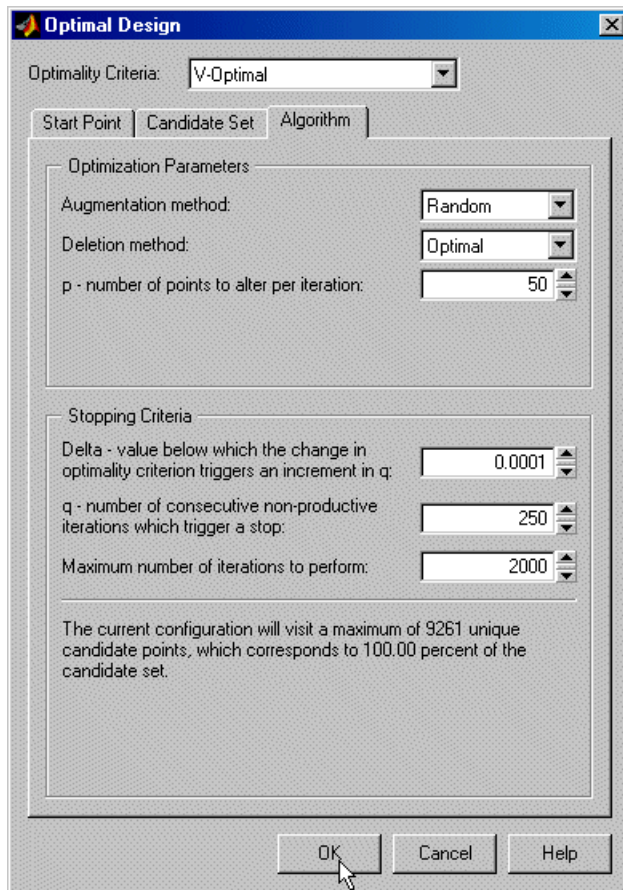 Optimal Design
Optimality Criteria: V-Optimal
Start Point Candidate Set Algorithm
Optimization Parameters
Augmentation method: Random
Deletion method: Optimal
p - number of points to alter per iteration: 50
Stopping Criteria
Delta - value below which the change in
optimality criterion triggers an increment in q: 0.0001
q - number of consecutive non-productive
iterations which trigger a stop: 250
Maximum number of iterations to perform: 2000
The current configuration will visit a maximum of 9261 unique
candidate points, which corresponds to 100.00 percent of the
candidate set.
OK Cancel Help